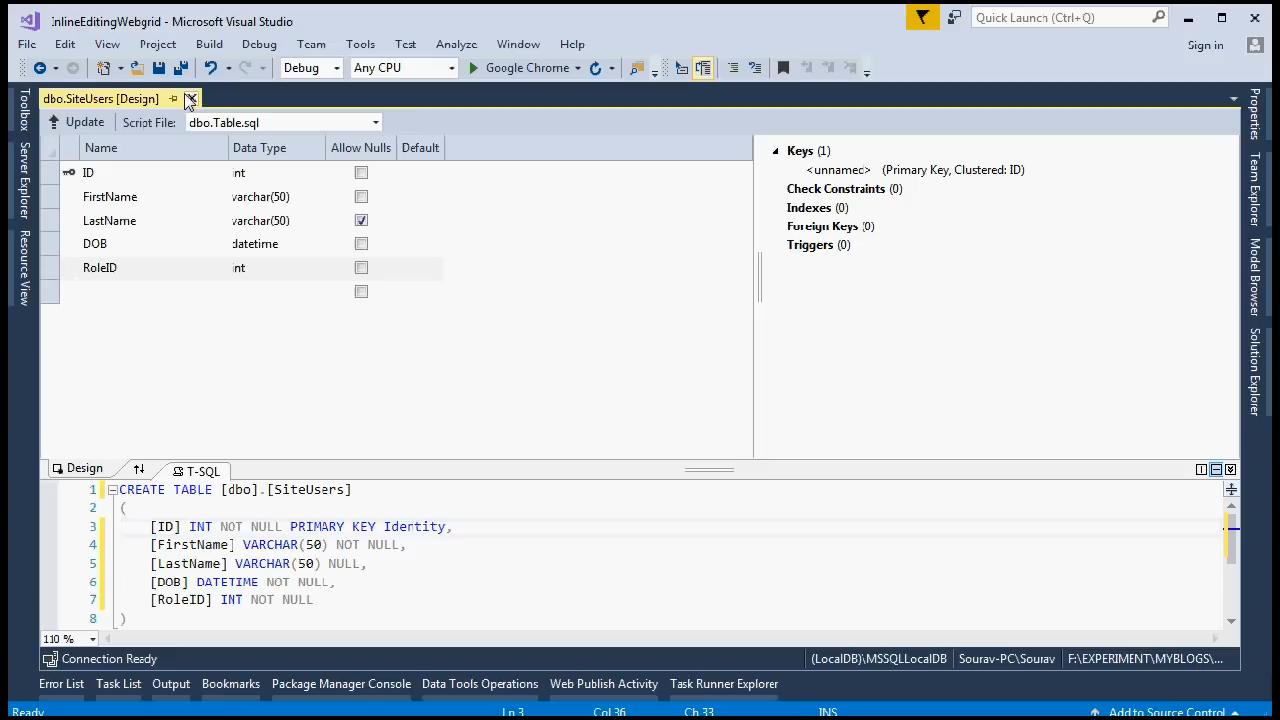 InlineEditingWebgrid - Microsoft Visual Studio
Quick Launch (Ctrl+Q)
File Edit View Project Build Debug Team Tools Test Analyze Window Help
Sign in
Debug Any CPU Google Chrome
dbo.SiteUsers [Design]
Update Script File: dbo.Table.sql
Name Data Type Allow Nulls Default
ID int
FirstName varchar(50)
LastName varchar(50)
DOB datetime
RoleID int
Keys (1)
<unnamed> (Primary Key, Clustered: ID)
Check Constraints (0)
Indexes (0)
Foreign Keys (0)
Triggers (0)
Toolbox
Server Explorer
Resource View
Properties
Team Explorer
Model Browser
Solution Explorer
Design T-SQL
1 CREATE TABLE [dbo].[SiteUsers]
2 (
3 [ID] INT NOT NULL PRIMARY KEY Identity,
4 [FirstName] VARCHAR(50) NOT NULL,
5 [LastName] VARCHAR(50) NULL,
6 [DOB] DATETIME NOT NULL,
7 [RoleID] INT NOT NULL
8 )
110 %
Connection Ready (LocalDB)\MSSQLLocalDB Sourav-PC\Sourav F:\EXPERIMENT\MYBLOGS\...
Error List Task List Output Bookmarks Package Manager Console Data Tools Operations Web Publish Activity Task Runner Explorer
Ready Ln 3 Col 36 Ch 33 INS Add to Source Control